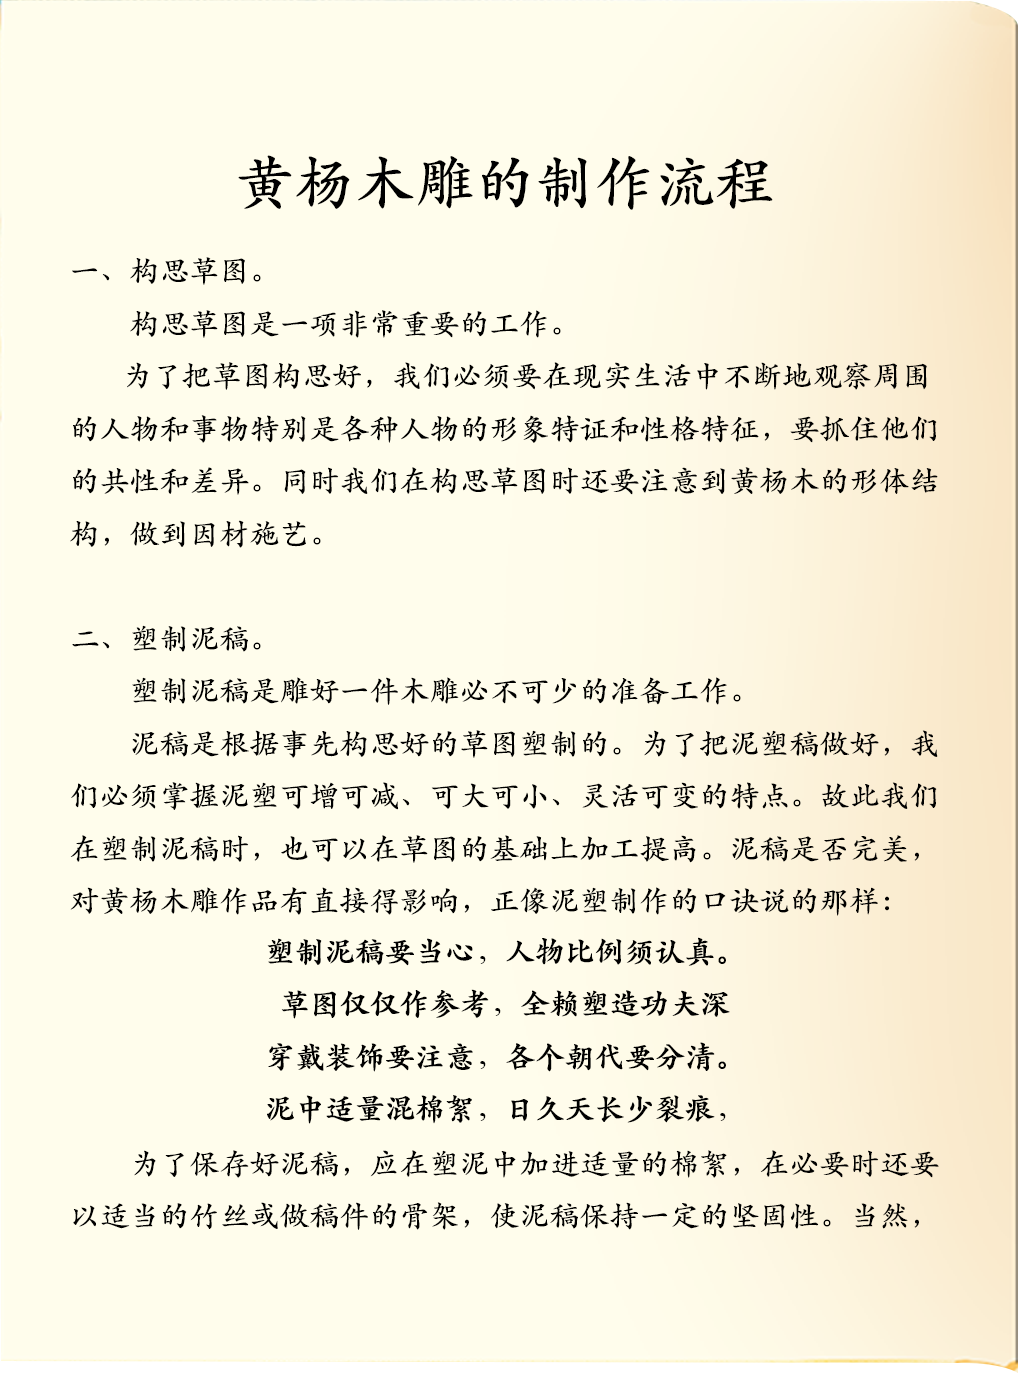 黄杨木雕的制作流程
一、构思草图。
构思草图是一项非常重要的工作。
为了把草图构思好，我们必须要在现实生活中不断地观察周围
的人物和事物特别是各种人物的形象特证和性格特征，要抓住他们
的共性和差异。同时我们在构思草图时还要注意到黄杨木的形体结
构，做到因材施艺。
二、塑制泥稿。
塑制泥稿是雕好一件木雕必不可少的准备工作。
泥稿是根据事先构思好的草图塑制的。为了把泥塑稿做好，我
们必须掌握泥塑可增可减、可大可小、灵活可变的特点。故此我们
在塑制泥稿时，也可以在草图的基础上加工提高。泥稿是否完美，
对黄杨木雕作品有直接得影响，正像泥塑制作的口诀说的那样：
塑制泥稿要当心，人物比例须认真。
草图仅仅作参考，全赖塑造功夫深
穿戴装饰要注意，各个朝代要分清。
泥中适量混棉絮，日久天长少裂痕，
为了保存好泥稿，应在塑泥中加进适量的棉絮，在必要时还要
以适当的竹丝或做稿件的骨架，使泥稿保持一定的坚固性。当然，